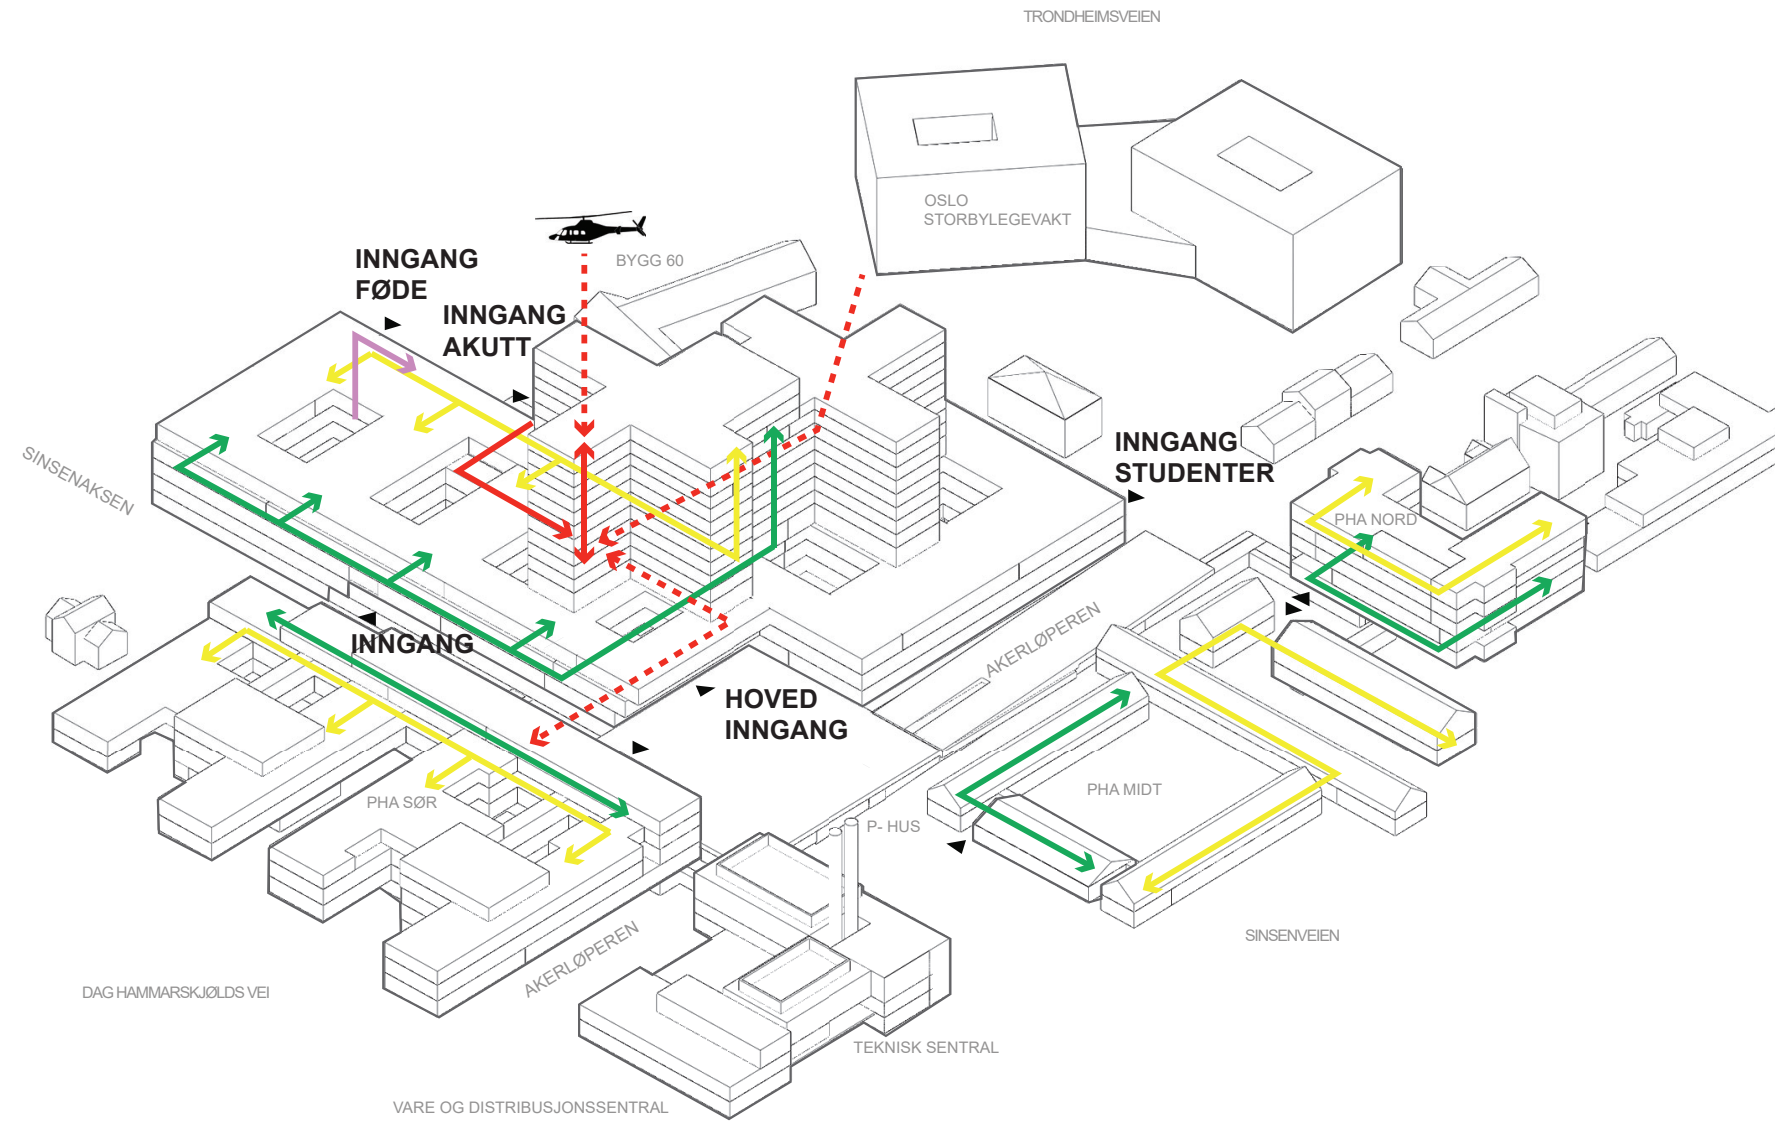 TRONDHEIMSVEIEN
OSLO
STORBYLEGEVAKT
BYGG 60
INNGANG
FØDE
INNGANG
AKUTT
SINSENAKSEN
INNGANG
STUDENTER
PHA NORD
AKERLØPEREN
INNGANG
HOVED
INNGANG
PHA SØR
PHA MIDT
P- HUS
SINSENVEIEN
AKERLØPEREN
DAG HAMMARSKJØLDS VEI
TEKNISK SENTRAL
VARE OG DISTRIBUSJONSSENTRAL